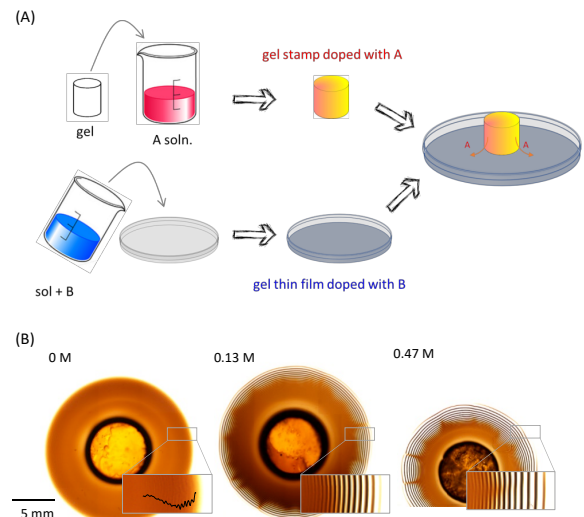 (A)
gel stamp doped with A
gel
A soln.
A A
sol + B
gel thin film doped with B
(B)
0 M
0.13 M
0.47 M
5 mm